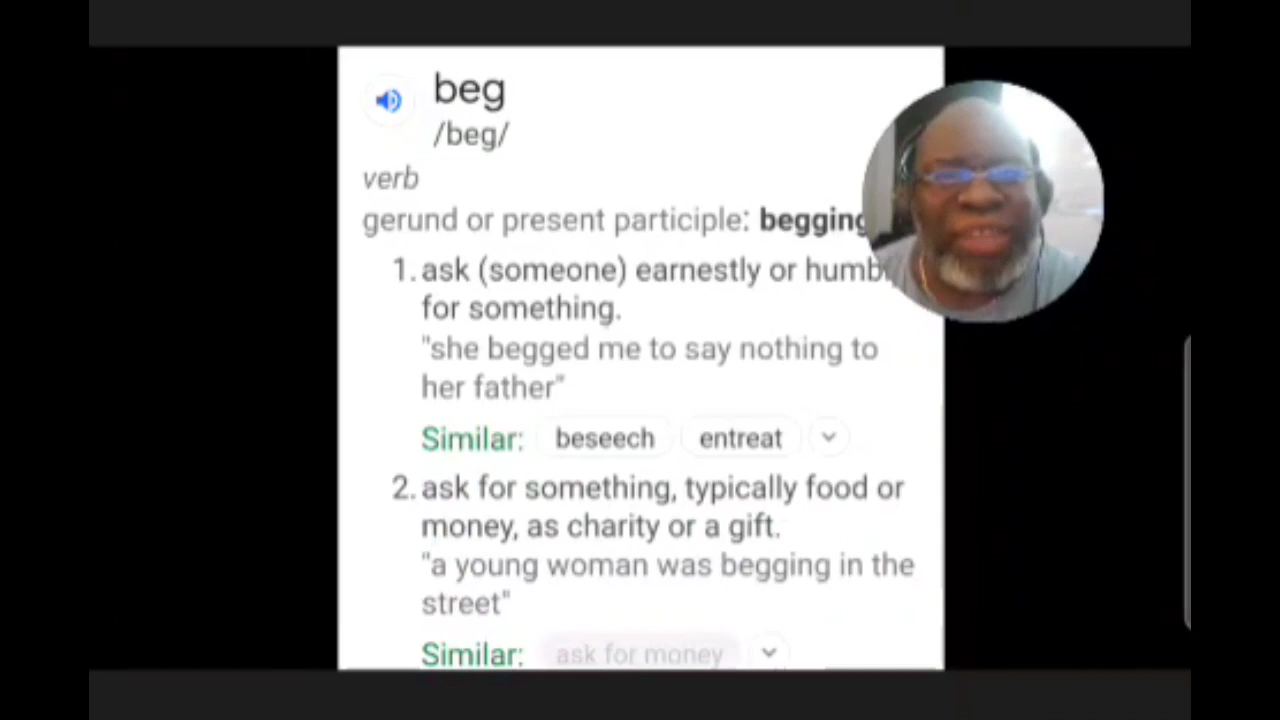 beg
/beg/
verb
gerund or present participle: begging
1. ask (someone) earnestly or
for something.
"she begged me to say nothing to
her father"
Similar: beseech entreat
2. ask for something, typically food or
money, as charity or a gift.
"a young woman was begging in the
street"
Similar: ask for money